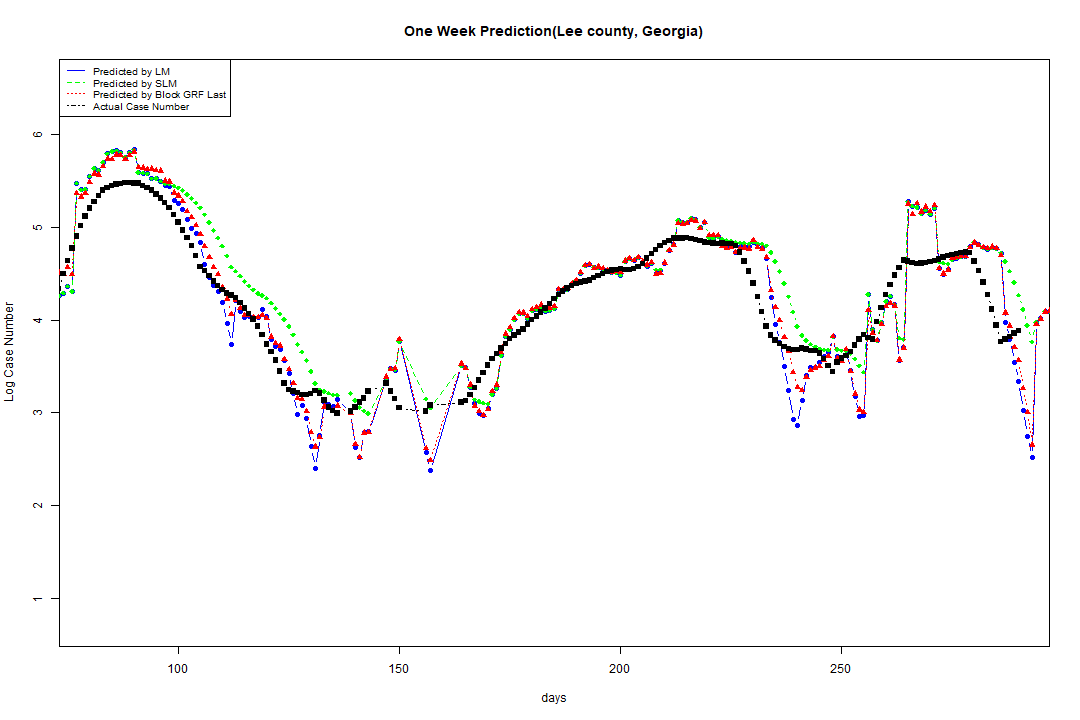 One Week Prediction(Lee county, Georgia)
Predicted by LM
Predicted by SLM
Predicted by Block GRF Last
Actual Case Number
6
5
4
3
2
1
Log Case Number
100 150 200 250
days